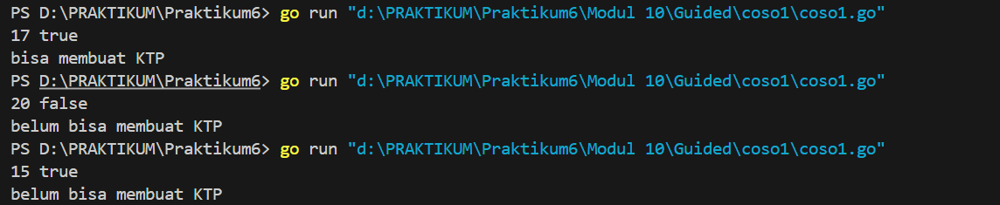 PS D:\PRAKTIKUM\Praktikum6> go run "d:\PRAKTIKUM\Praktikum6\Modul 10\Guided\coso1\coso1.go"
17 true
bisa membuat KTP
PS D:\PRAKTIKUM\Praktikum6> go run "d:\PRAKTIKUM\Praktikum6\Modul 10\Guided\coso1\coso1.go"
20 false
belum bisa membuat KTP
PS D:\PRAKTIKUM\Praktikum6> go run "d:\PRAKTIKUM\Praktikum6\Modul 10\Guided\coso1\coso1.go"
15 true
belum bisa membuat KTP